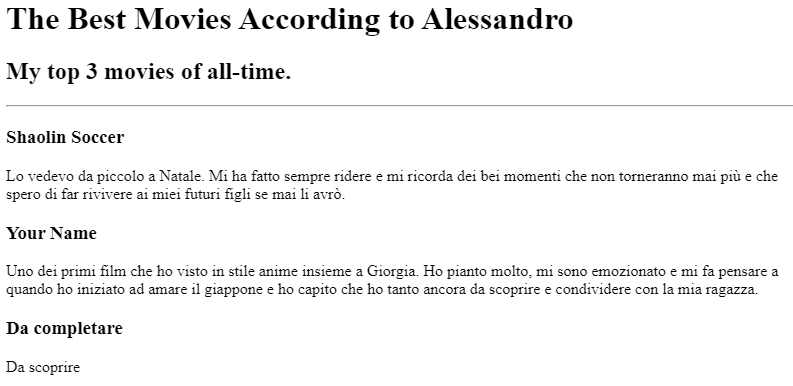 The Best Movies According to Alessandro
My top 3 movies of all-time.
Shaolin Soccer
Lo vedevo da piccolo a Natale. Mi ha fatto sempre ridere e mi ricorda dei bei momenti che non torneranno mai più e che
spero di far rivivere ai miei futuri figli se mai li avrò.
Your Name
Uno dei primi film che ho visto in stile anime insieme a Giorgia. Ho pianto molto, mi sono emozionato e mi fa pensare a
quando ho iniziato ad amare il giappone e ho capito che ho tanto ancora da scoprire e condividere con la mia ragazza.
Da completare
Da scoprire